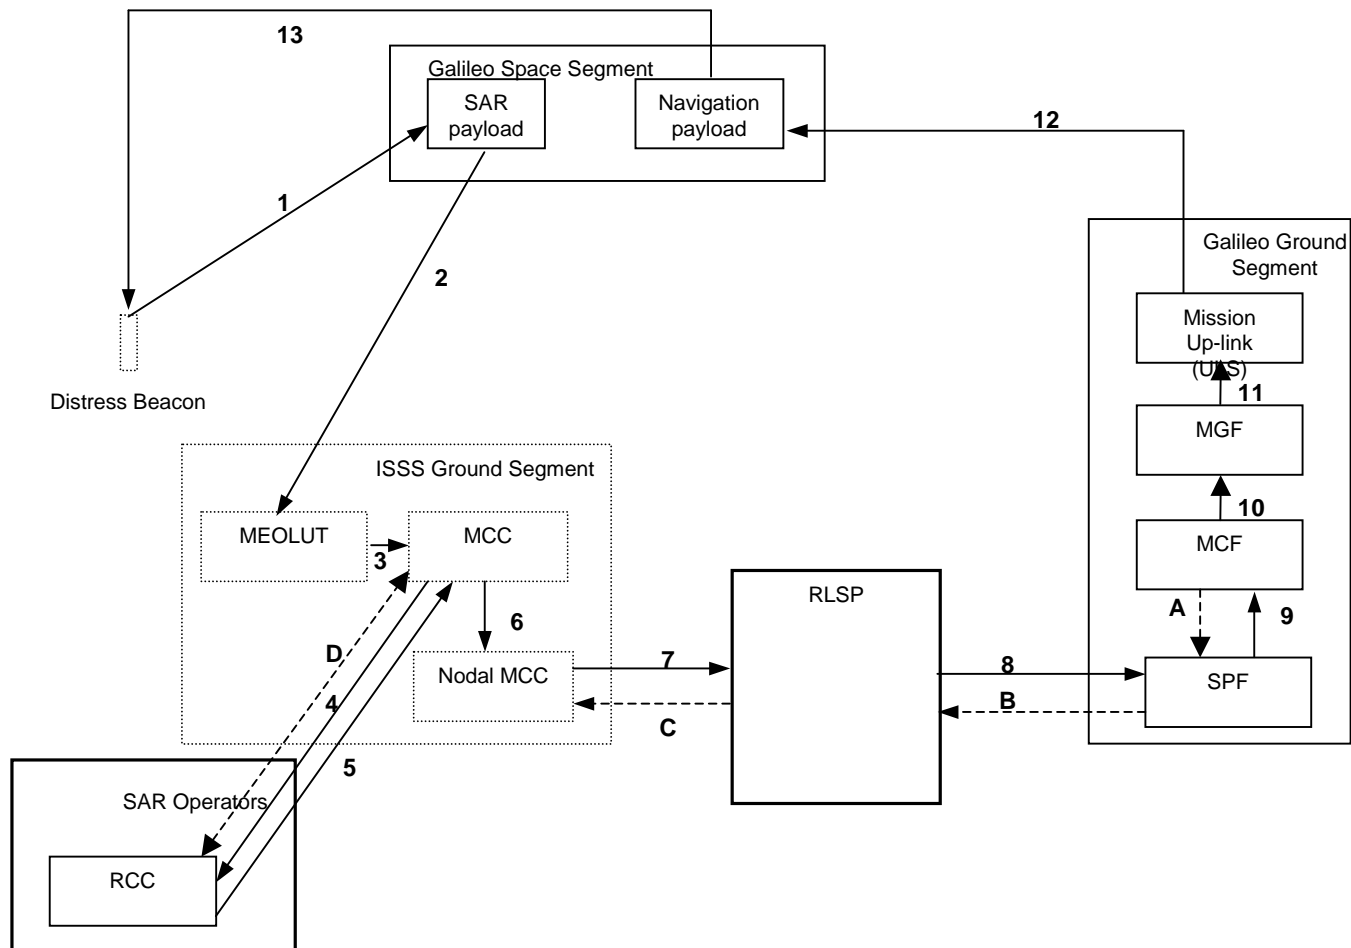 13
Galileo Space Segment
SAR
payload
Navigation
payload
12
1
2
Galileo Ground
Segment
Mission
Up-link
(ULS)
11
MGF
10
MCF
A
9
SPF
Distress Beacon
ISSS Ground Segment
MEOLUT
3
MCC
6
D
4
5
Nodal MCC
7
C
RLSP
8
B
SAR Operators
RCC